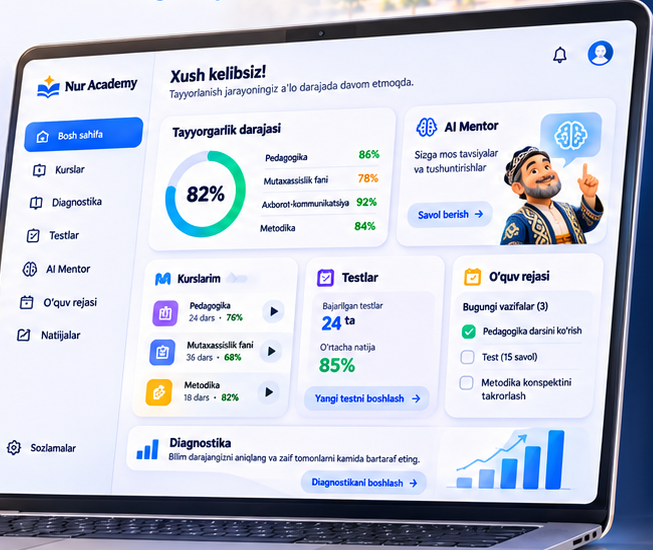 Nur Academy
Bosh sahifa
Kurslar
Diagnostika
Testlar
AI Mentor
O'quv rejasi
Natijalar
Sozlamalar
Xush kelibsiz!
Tayyorlanish jarayoningiz a'lo darajada davom etmoqda.
Tayyorgarlik darajasi
82%
Pedagogika 86%
Mutaxassislik fani 78%
Axborot-kommunikatsiya 92%
Metodika 84%
AI Mentor
Sizga mos tavsiyalar
va tushuntirishlar
Savol berish →
Kurslarim
Pedagogika
24 dars • 76%
Mutaxassislik fani
36 dars • 68%
Metodika
18 dars • 82%
Testlar
Bajarilgan testlar
24 ta
O'rtacha natija
85%
Yangi testni boshlash →
O'quv rejasi
Bugungi vazifalar (3)
Pedagogika darsini ko'rish
Test (15 savol)
Metodika konspektini
takrorlash
Diagnostika
Bilim darajangizni aniqlang va zaif tomonlarni kamida bartaraf eting.
Diagnostikani boshlash →